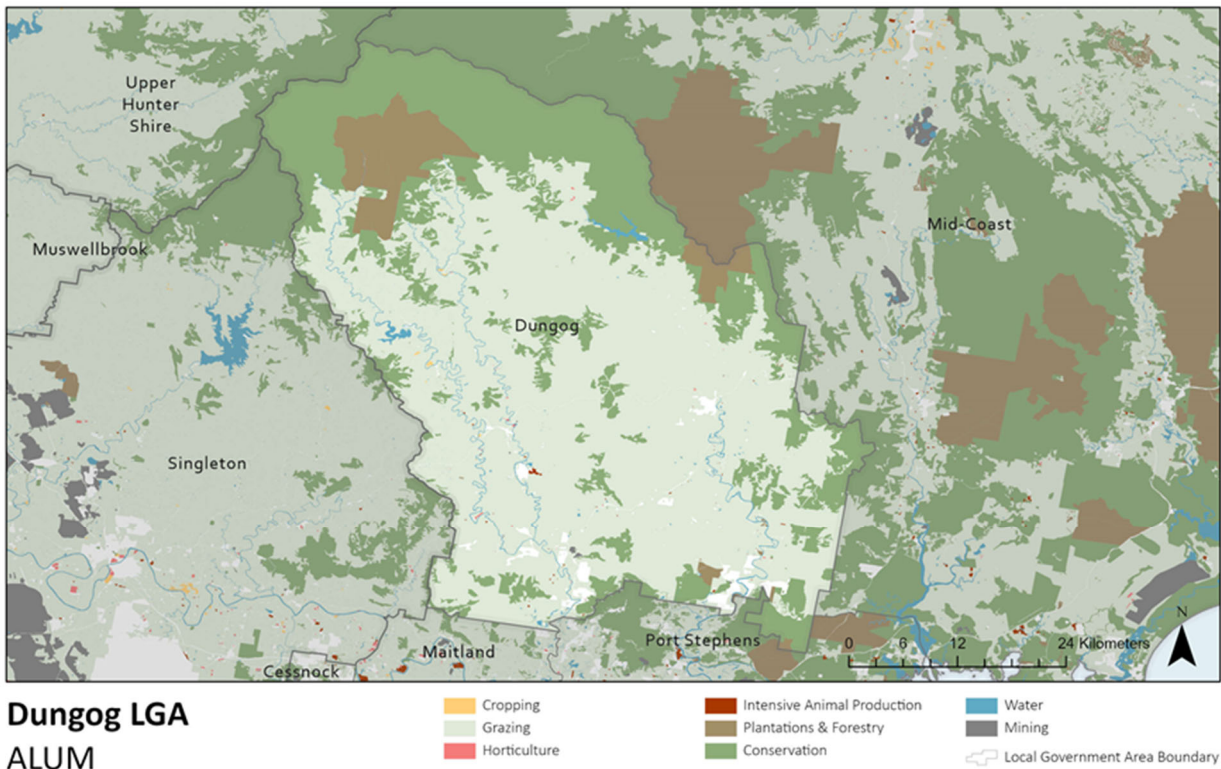 Upper
Hunter
Shire
Muswellbrook
Mid-Coast
Dungog
Singleton
Cessnock
Maitland
Port Stephens
0 6 12 24 Kilometers
N
Dungog LGA
ALUM
Cropping
Grazing
Horticulture
Intensive Animal Production
Plantations & Forestry
Conservation
Water
Mining
Local Government Area Boundary